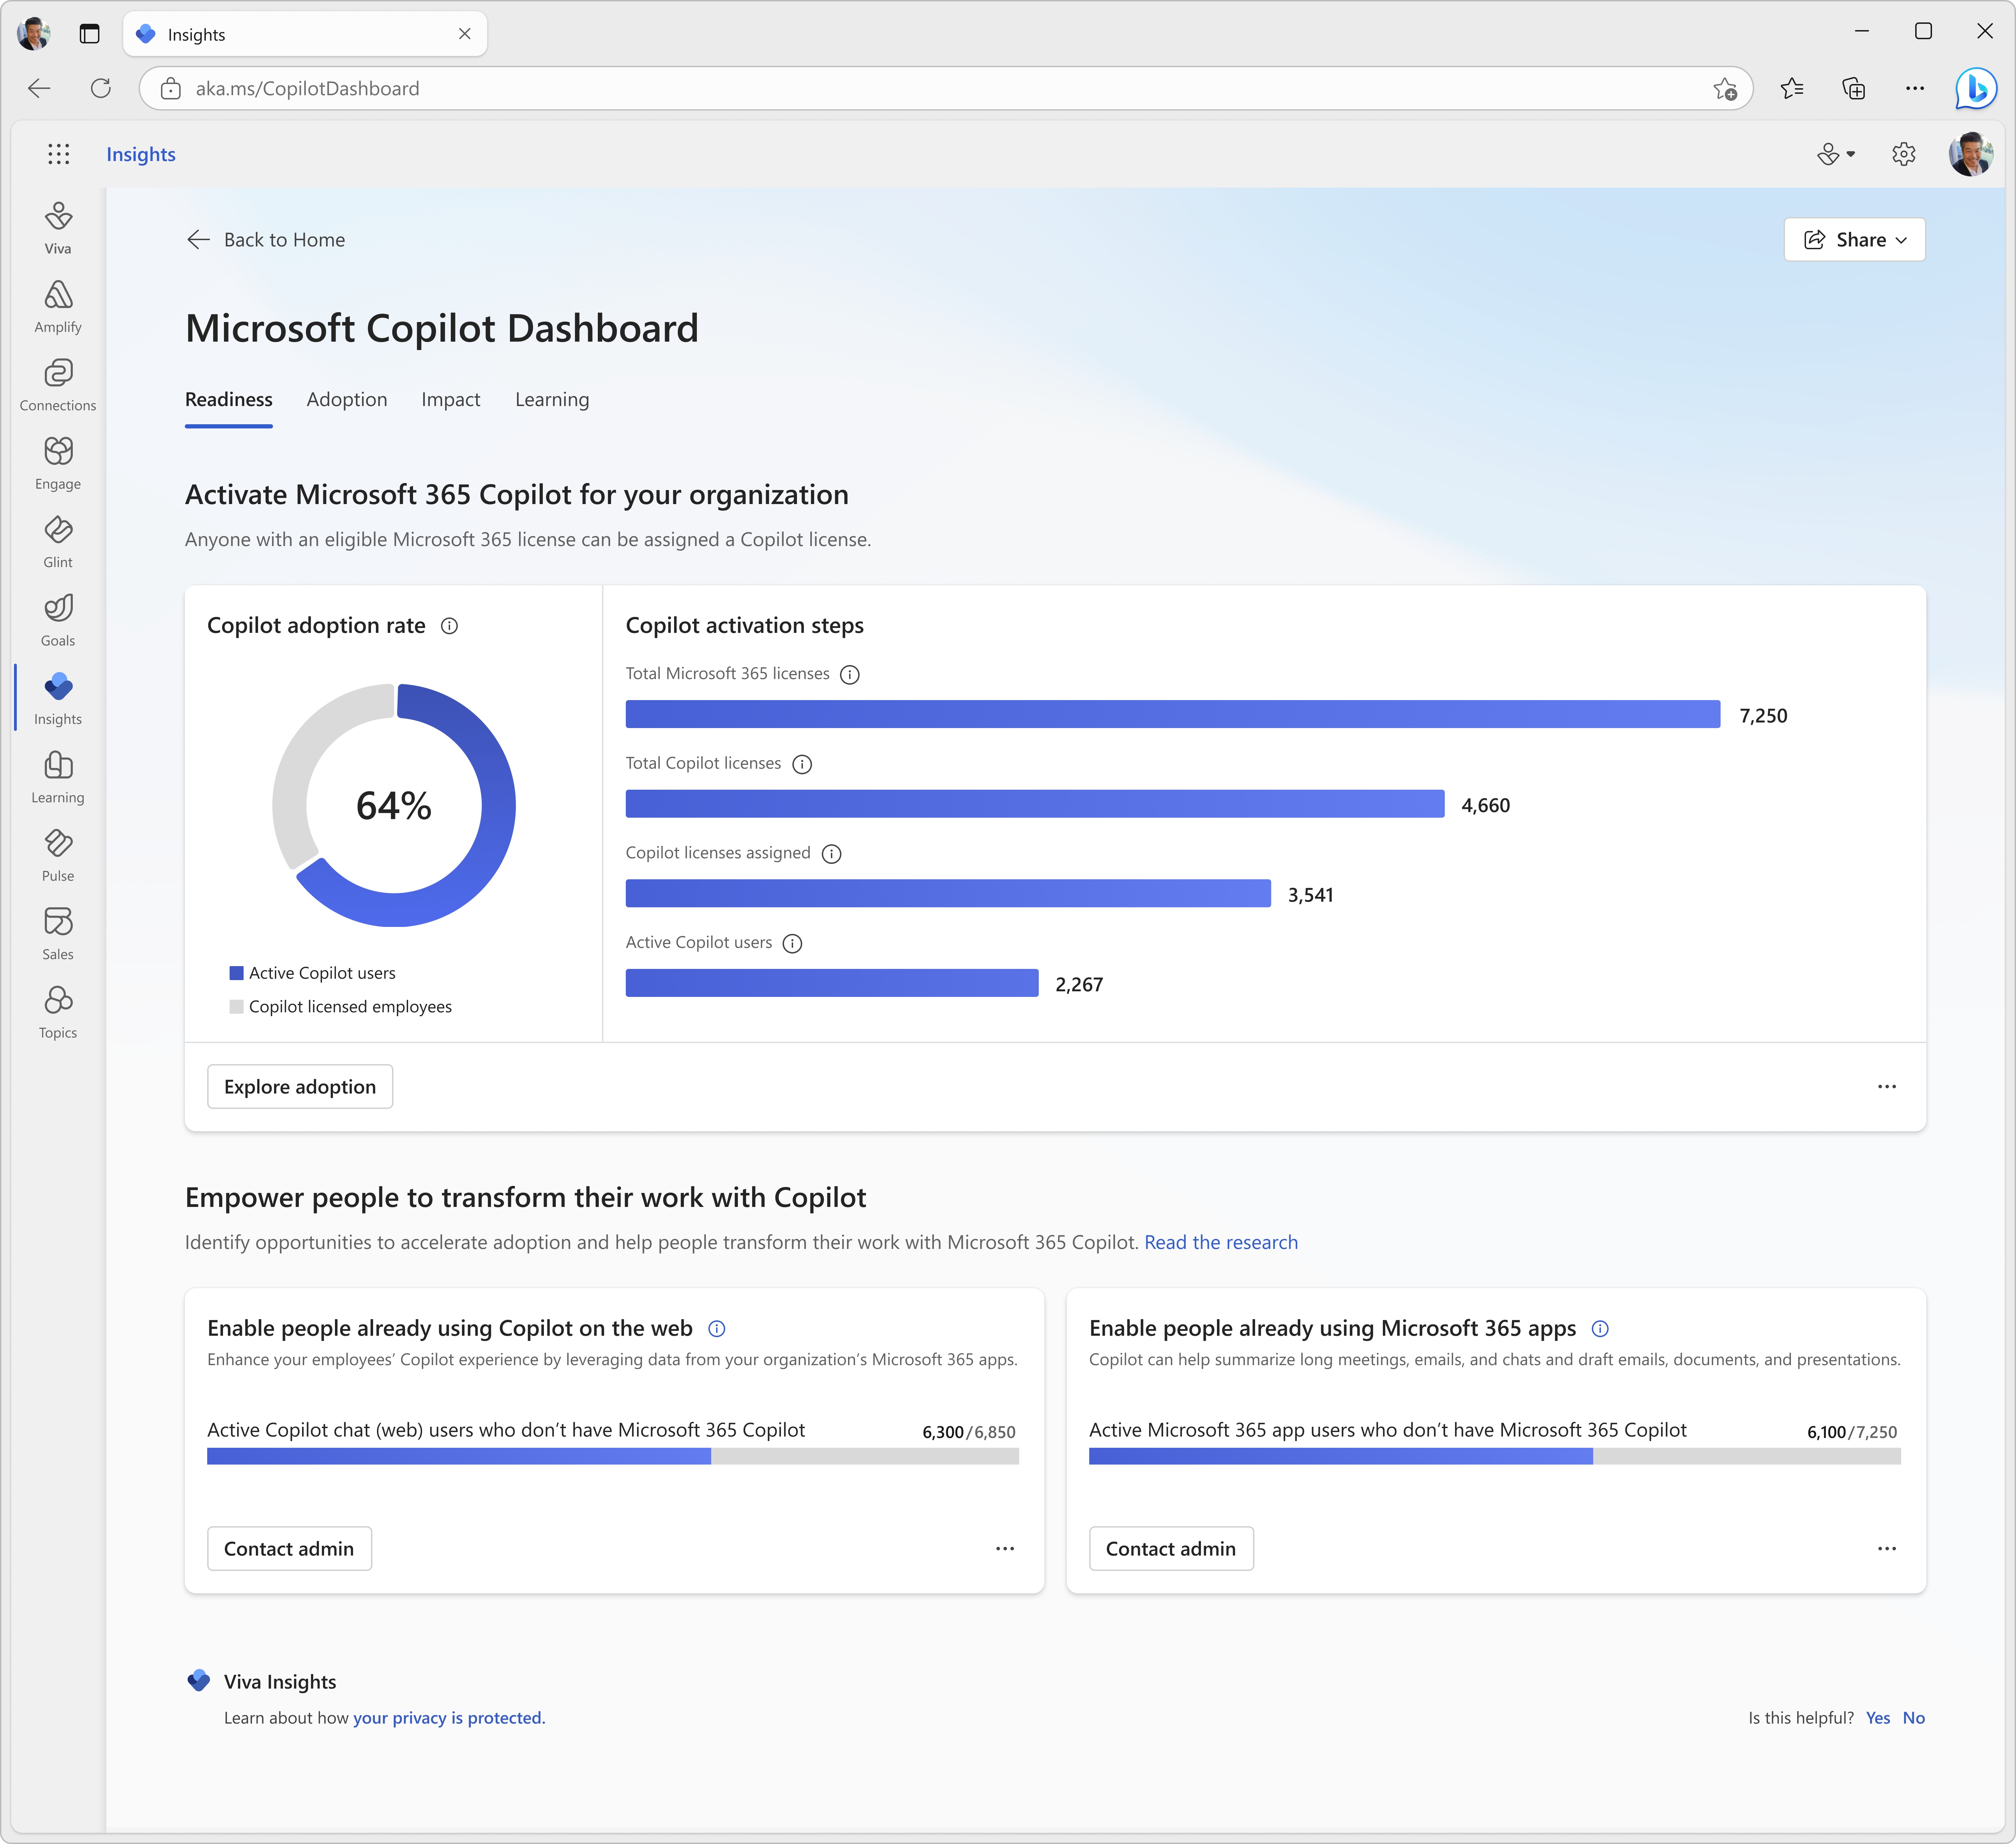 Insights
aka.ms/CopilotDashboard
Insights
Viva
Amplify
Connections
Engage
Glint
Goals
Insights
Learning
Pulse
Sales
Topics
Back to Home
Share
Microsoft Copilot Dashboard
Readiness Adoption Impact Learning
Activate Microsoft 365 Copilot for your organization
Anyone with an eligible Microsoft 365 license can be assigned a Copilot license.
Copilot adoption rate
64%
Active Copilot users
Copilot licensed employees
Copilot activation steps
Total Microsoft 365 licenses
7,250
Total Copilot licenses
4,660
Copilot licenses assigned
3,541
Active Copilot users
2,267
Explore adoption
Empower people to transform their work with Copilot
Identify opportunities to accelerate adoption and help people transform their work with Microsoft 365 Copilot. Read the research
Enable people already using Copilot on the web
Enhance your employees’ Copilot experience by leveraging data from your organization’s Microsoft 365 apps.
Active Copilot chat (web) users who don’t have Microsoft 365 Copilot 6,300/6,850
Contact admin
Enable people already using Microsoft 365 apps
Copilot can help summarize long meetings, emails, and chats and draft emails, documents, and presentations.
Active Microsoft 365 app users who don’t have Microsoft 365 Copilot 6,100/7,250
Contact admin
Viva Insights
Learn about how your privacy is protected.
Is this helpful? Yes No